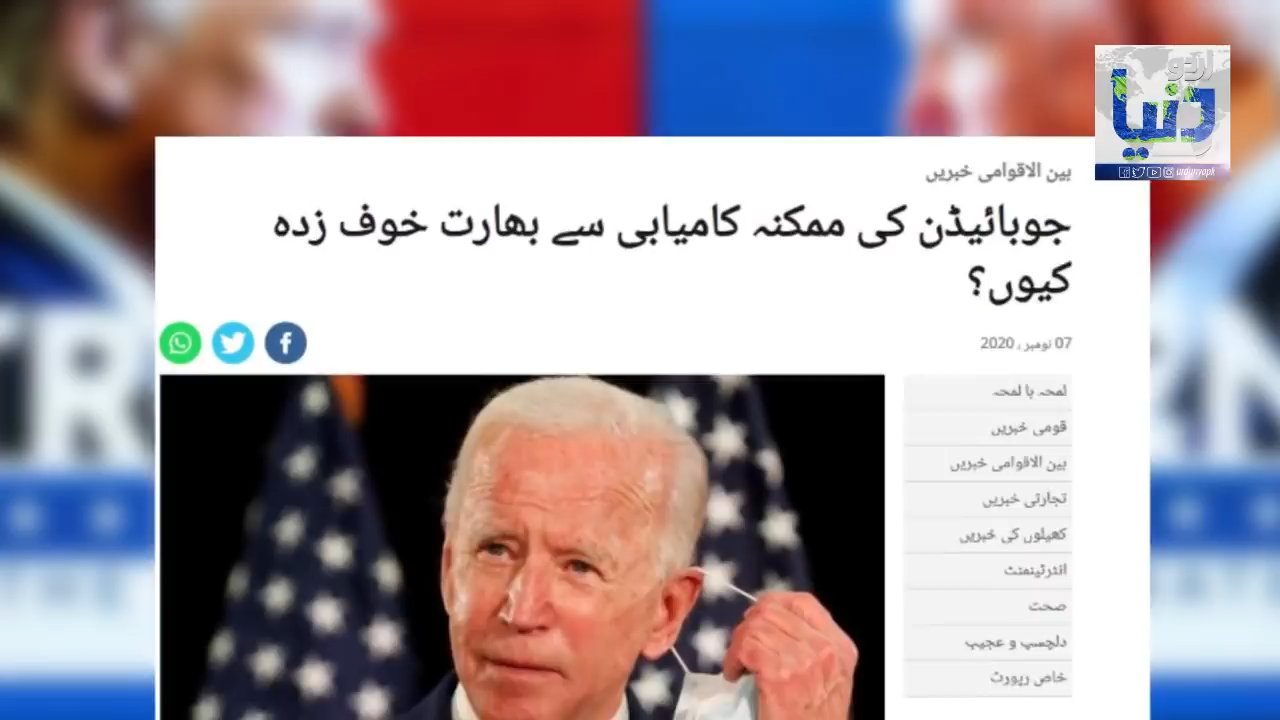 اردو
دنیا
urdunyapk
بین الاقوامی خبریں
جوبائیڈن کی ممکنہ کامیابی سے بھارت خوف زدہ
کیوں؟
07 نومبر ، 2020
لمحہ با لمحہ
قومی خبریں
بین الاقوامی خبریں
تجارتی خبریں
کھیلوں کی خبریں
انٹرٹینمنٹ
صحت
دلچسپ و عجیب
خاص رپورٹ